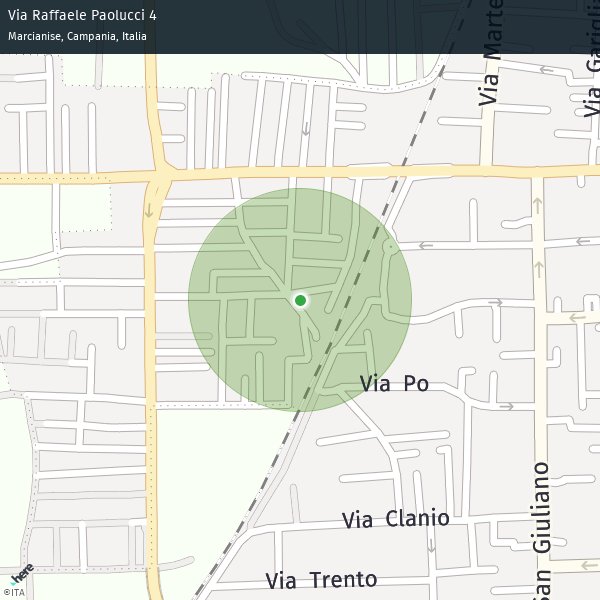 Via Raffaele Paolucci 4
Marcianise, Campania, Italia
Via Marte
Via Gariglia
Via Po
San Giuliano
Via Clanio
Via Trento
here
©ITA